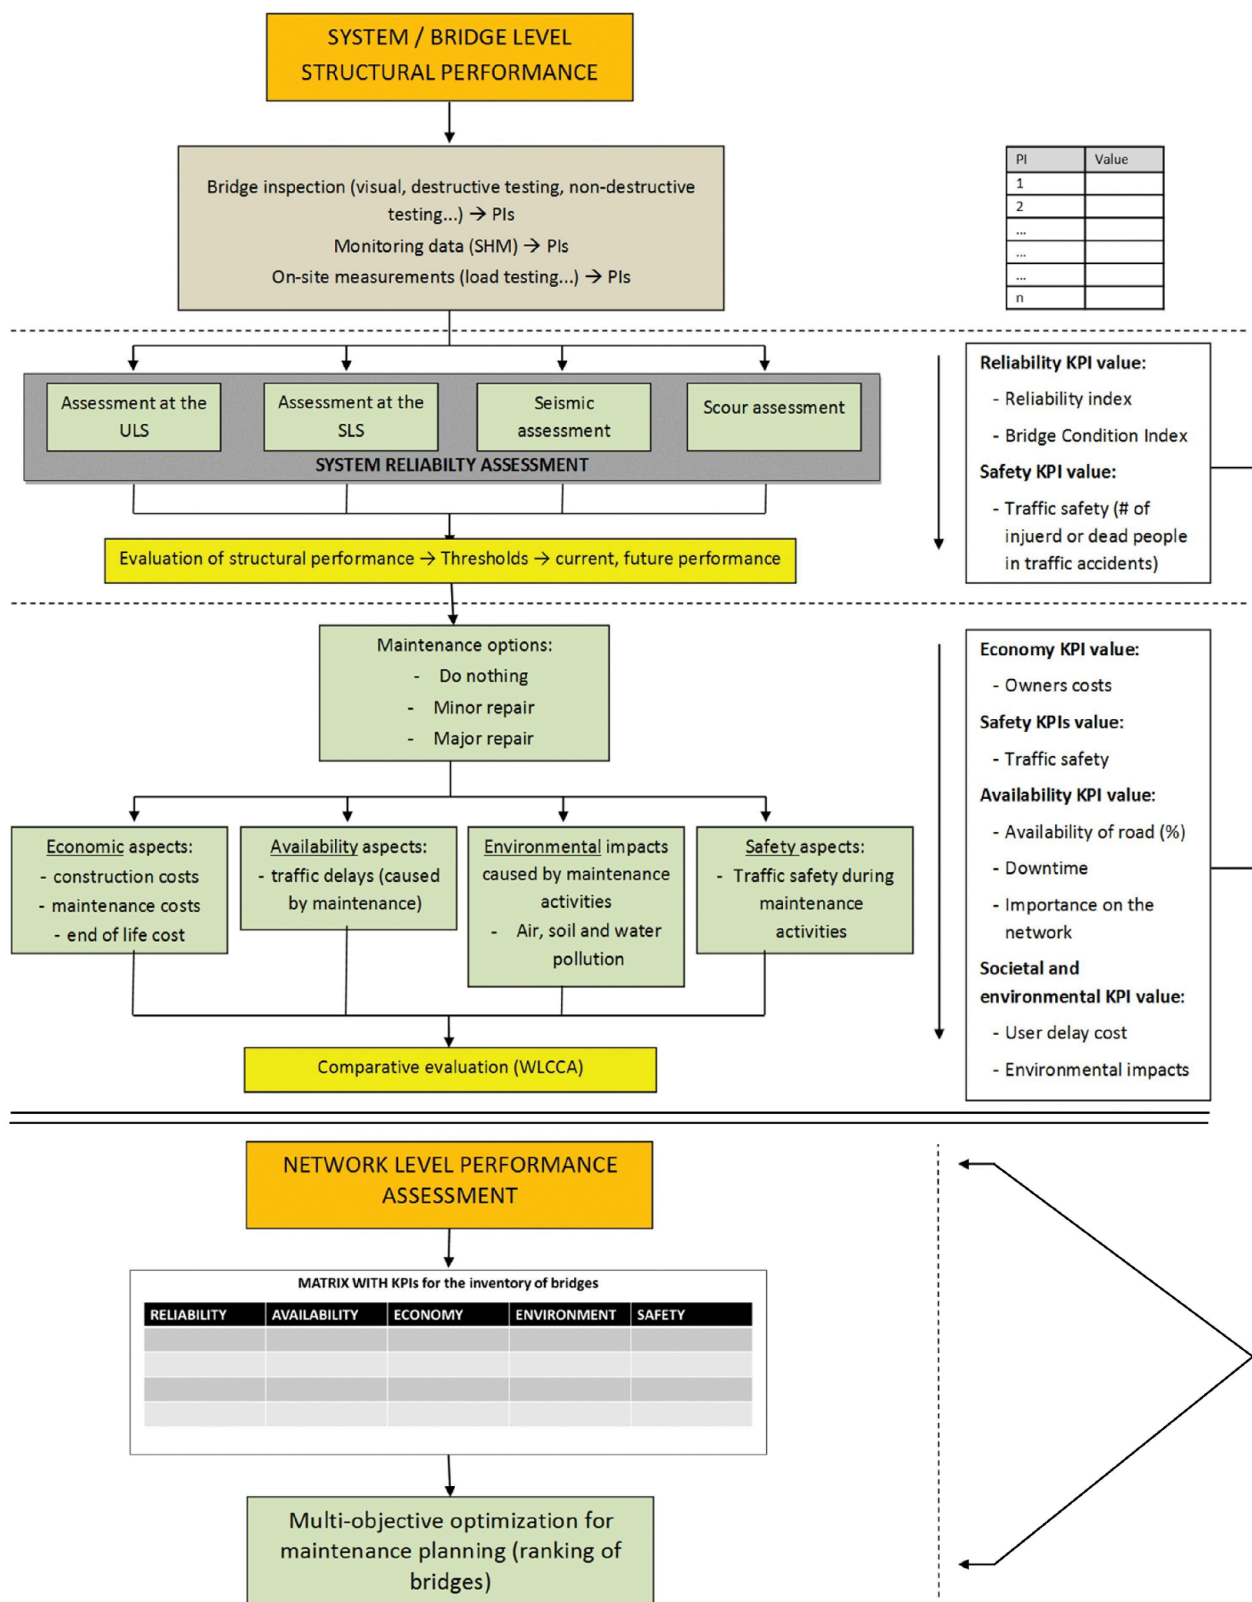 SYSTEM / BRIDGE LEVEL
STRUCTURAL PERFORMANCE
Bridge inspection (visual, destructive testing, non-destructive
testing...) → PIs
Monitoring data (SHM) → PIs
On-site measurements (load testing...) → PIs
PI Value
1
2
...
...
...
n
Assessment at the
ULS
Assessment at the
SLS
Seismic
assessment
Scour assessment
SYSTEM RELIABILTY ASSESSMENT
Evaluation of structural performance → Thresholds → current, future performance
Reliability KPI value:
- Reliability index
- Bridge Condition Index
Safety KPI value:
- Traffic safety (# of
injuerd or dead people
in traffic accidents)
Maintenance options:
- Do nothing
- Minor repair
- Major repair
Economic aspects:
- construction costs
- maintenance costs
- end of life cost
Availability aspects:
- traffic delays (caused
by maintenance)
Environmental impacts
caused by maintenance
activities
- Air, soil and water
pollution
Safety aspects:
- Traffic safety during
maintenance
activities
Comparative evaluation (WLCCA)
Economy KPI value:
- Owners costs
Safety KPIs value:
- Traffic safety
Availability KPI value:
- Availability of road (%)
- Downtime
- Importance on the
network
Societal and
environmental KPI value:
- User delay cost
- Environmental impacts
NETWORK LEVEL PERFORMANCE
ASSESSMENT
MATRIX WITH KPIs for the inventory of bridges
RELIABILITY AVAILABILITY ECONOMY ENVIRONMENT SAFETY
Multi-objective optimization for
maintenance planning (ranking of
bridges)